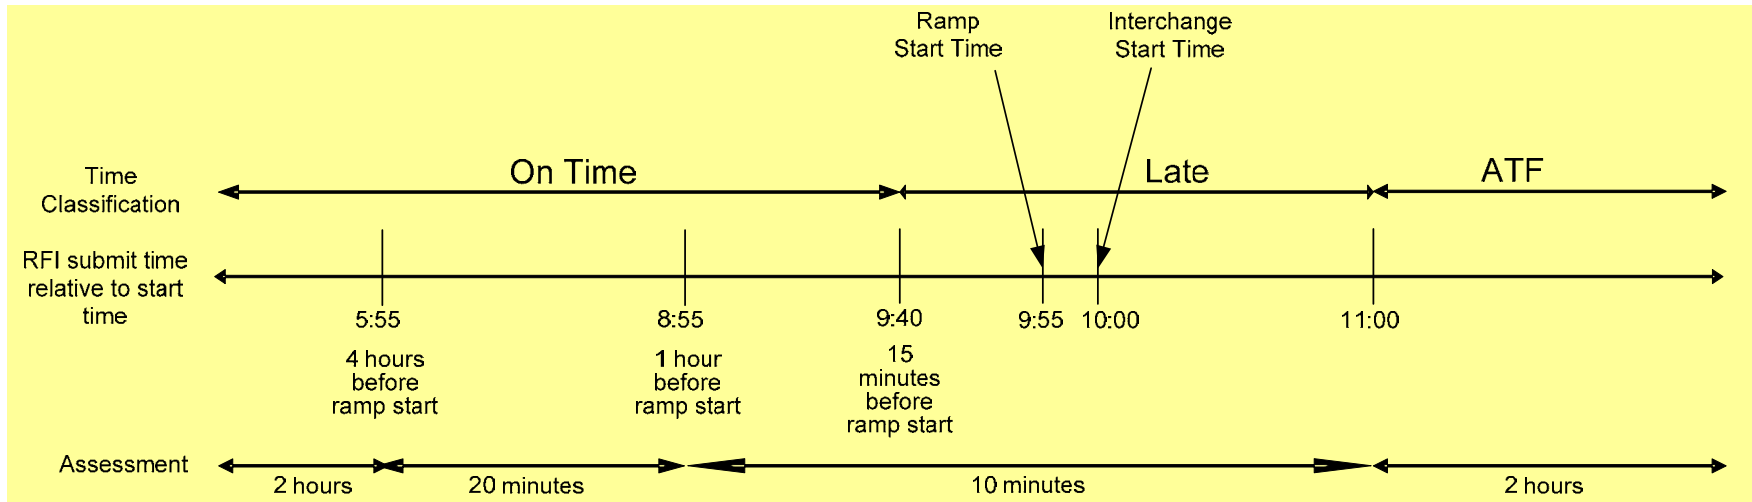 Ramp
Start Time
Interchange
Start Time
Time
Classification
On Time
Late
ATF
RFI submit time
relative to start
time
5:55
8:55
9:40
9:55
10:00
11:00
4 hours
before
ramp start
1 hour
before
ramp start
15
minutes
before
ramp start
Assessment
2 hours
20 minutes
10 minutes
2 hours